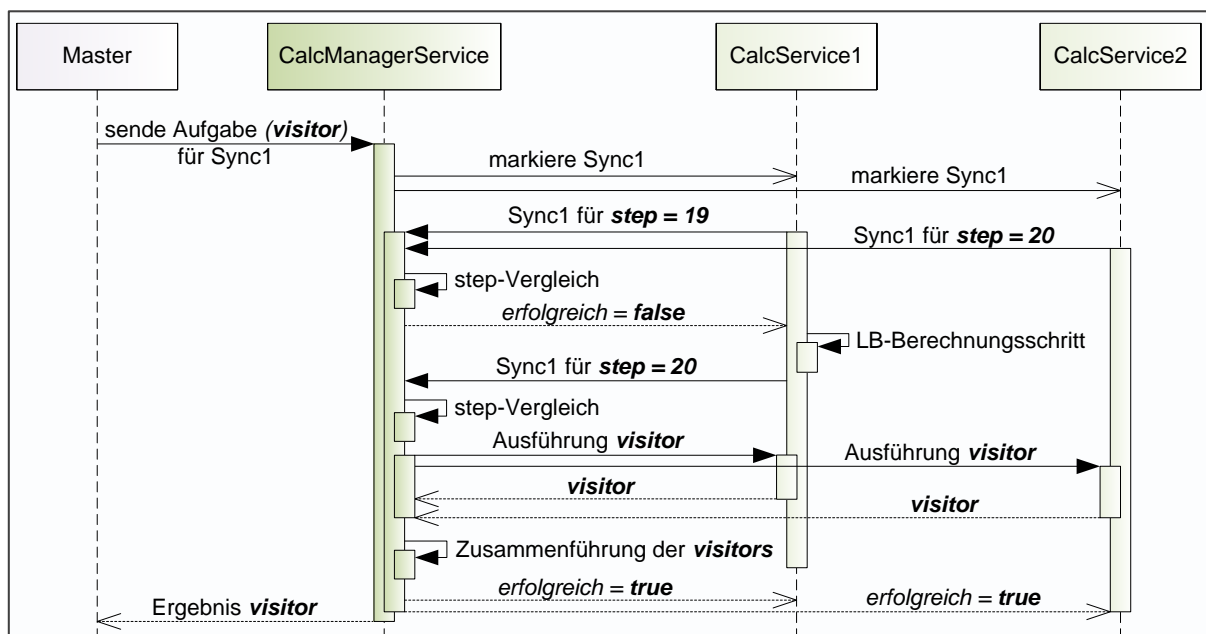 Master
CalcManagerService
CalcService1
CalcService2
sende Aufgabe (visitor)
für Sync1
markiere Sync1
markiere Sync1
Sync1 für step = 19
Sync1 für step = 20
step-Vergleich
erfolgreich = false
LB-Berechnungsschritt
Sync1 für step = 20
step-Vergleich
Ausführung visitor
Ausführung visitor
visitor
visitor
Zusammenführung der visitors
erfolgreich = true
erfolgreich = true
Ergebnis visitor